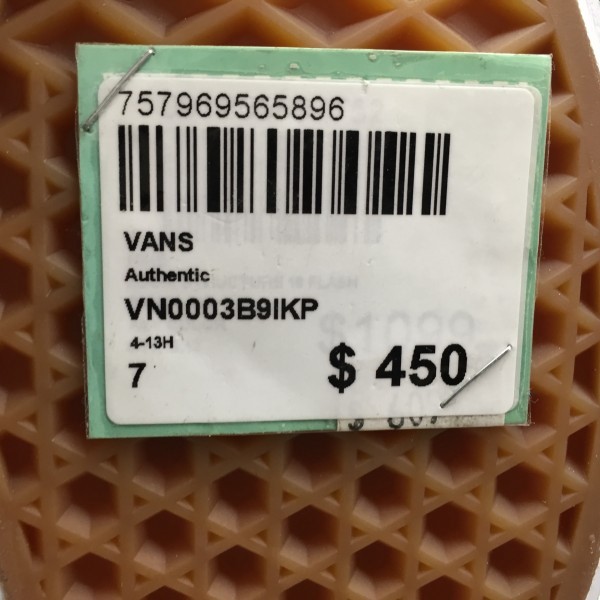 757969565896
VANS
Authentic
VN0003B9IKP
4-13H
7
$ 450